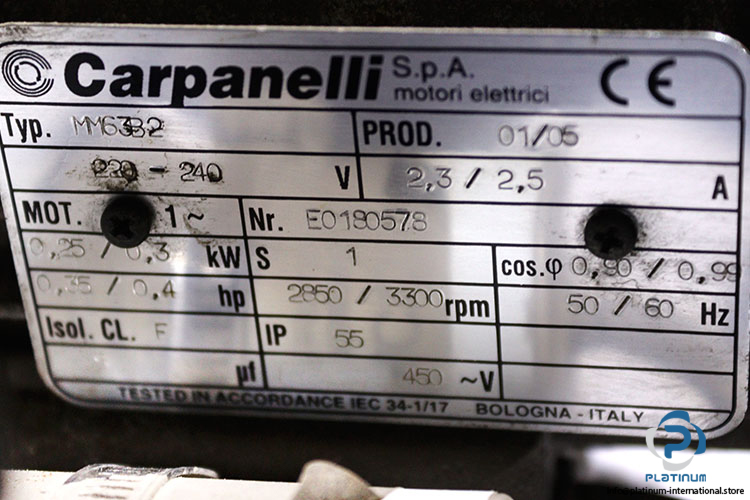 Carpanelli S.p.A.
motori elettrici CE
Typ. MM63B2 PROD. 01/05
220 - 240 V 2,3 / 2,5 A
MOT. 1~ Nr. E0180578
0,25 / 0,3 kW S 1 cos.φ 0,90 / 0,99
0,35 / 0,4 hp 2850 / 3300 rpm 50 / 60 Hz
Isol. CL. F IP 55
µf 450 ~V
TESTED IN ACCORDANCE IEC 34-1/17 BOLOGNA - ITALY
PLATINUM
platinum-international.store